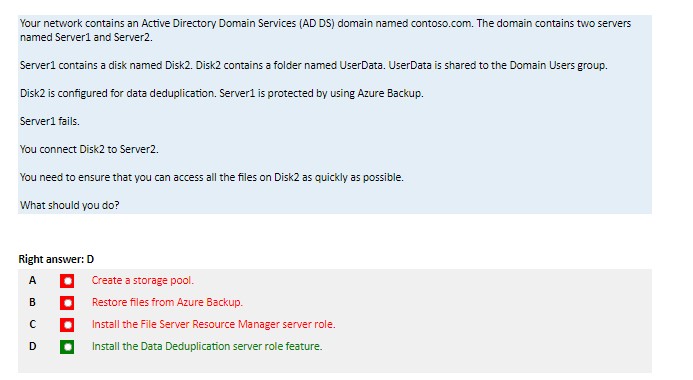 Your network contains an Active Directory Domain Services (AD DS) domain named contoso.com. The domain contains two servers
named Server1 and Server2.
Server1 contains a disk named Disk2. Disk2 contains a folder named UserData. UserData is shared to the Domain Users group.
Disk2 is configured for data deduplication. Server1 is protected by using Azure Backup.
Server1 fails.
You connect Disk2 to Server2.
You need to ensure that you can access all the files on Disk2 as quickly as possible.
What should you do?
Right answer: D
A Create a storage pool.
B Restore files from Azure Backup.
C Install the File Server Resource Manager server role.
D Install the Data Deduplication server role feature.